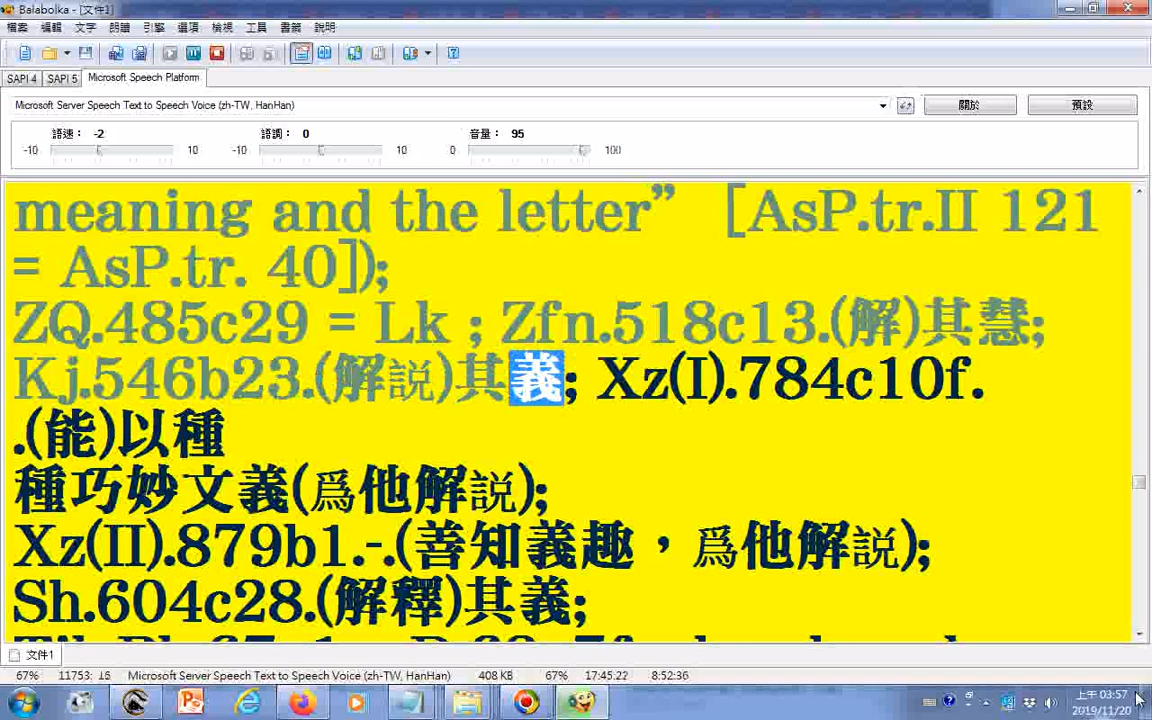 Balabolka - [文件1]
檔案 編輯 文字 朗讀 引擎 選項 檢視 工具 書籤 說明
SAPI 4 SAPI 5 Microsoft Speech Platform
Microsoft Server Speech Text to Speech Voice (zh-TW, HanHan) 關於 預設
語速： -2 語調： 0 音量： 95
-10 10 -10 10 0 100
meaning and the letter” [AsP.tr.II 121
= AsP.tr. 40]);
ZQ.485c29 = Lk ; Zfn.518c13.(解)其慧;
Kj.546b23.(解説)其義; Xz(I).784c10f.
.(能)以種
種巧妙文義(爲他解説);
Xz(II).879b1.-.(善知義趣，爲他解説);
Sh.604c28.(解釋)其義;
文件1
67% 11753: 15 Microsoft Server Speech Text to Speech Voice (zh-TW, HanHan) 408 KB 67% 17:45:22 8:52:36
上午 03:57
2019/11/20